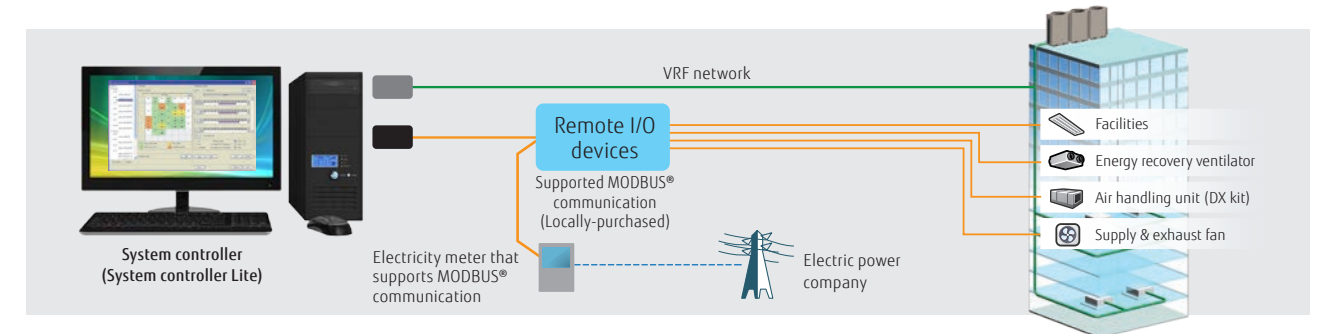 VRF network
Remote I/O
devices
Facilities
Energy recovery ventilator
Supported MODBUS®
communication
(Locally-purchased)
Air handling unit (DX kit)
Supply & exhaust fan
System controller
(System controller Lite)
Electricity meter that
supports MODBUS®
communication
Electric power
company